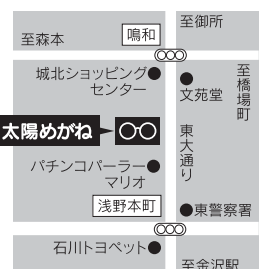 至御所
鳴和
至森本
城北ショッピング
センター
文苑堂
至橋場町
太陽めがね
東大通り
パチンコパーラー
マリオ
浅野本町
東警察署
石川トヨペット
至金沢駅